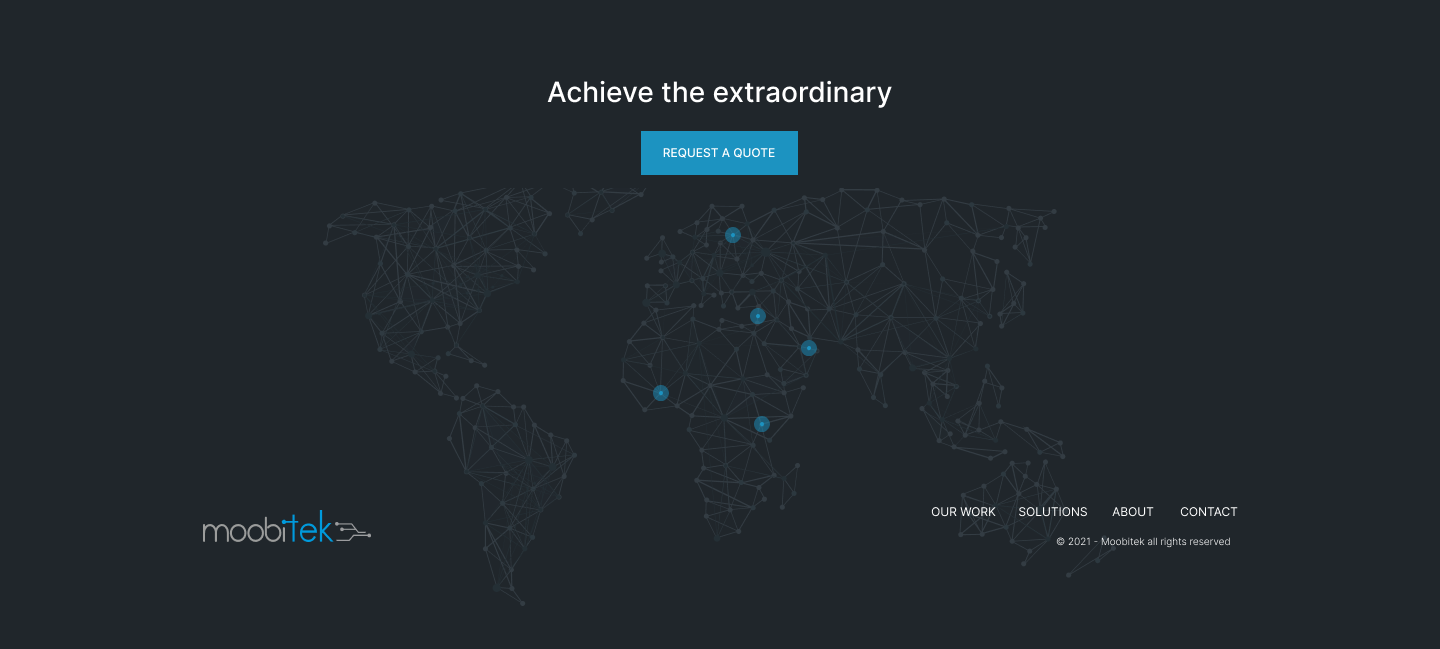 Achieve the extraordinary
REQUEST A QUOTE
moobitek
OUR WORK SOLUTIONS ABOUT CONTACT
© 2021 - Moobitek all rights reserved